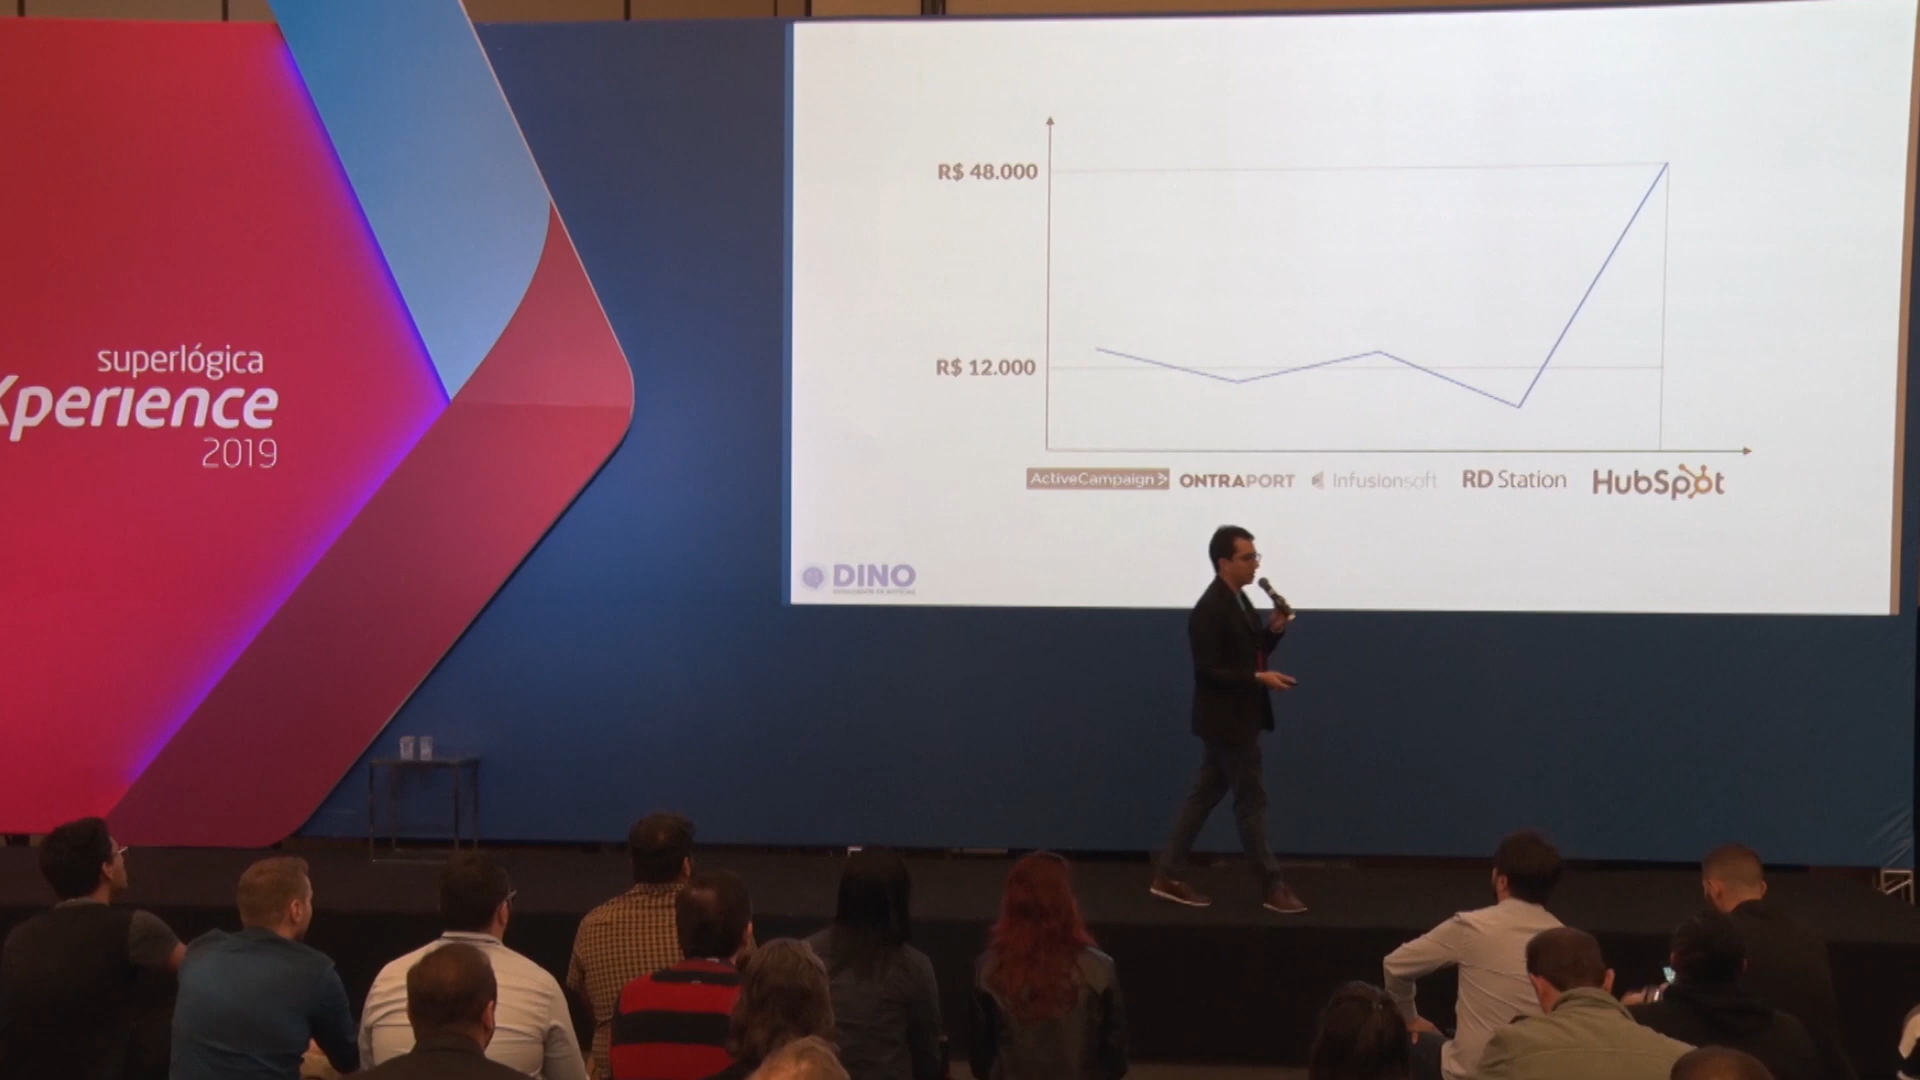 superlógica
Xperience
2019
R$ 48.000
R$ 12.000
ActiveCampaign >
ONTRAPORT
Infusionsoft
RD Station
HubSpot
DINO